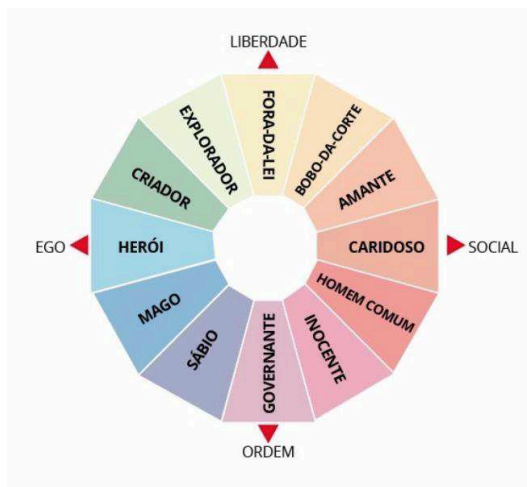 LIBERDADE
FORA-DA-LEI
BOBO-DA-CORTE
AMANTE
CARIDOSO
SOCIAL
HOMEM COMUM
INOCENTE
GOVERNANTE
ORDEM
SÁBIO
MAGO
HERÓI
EGO
CRIADOR
EXPLORADOR